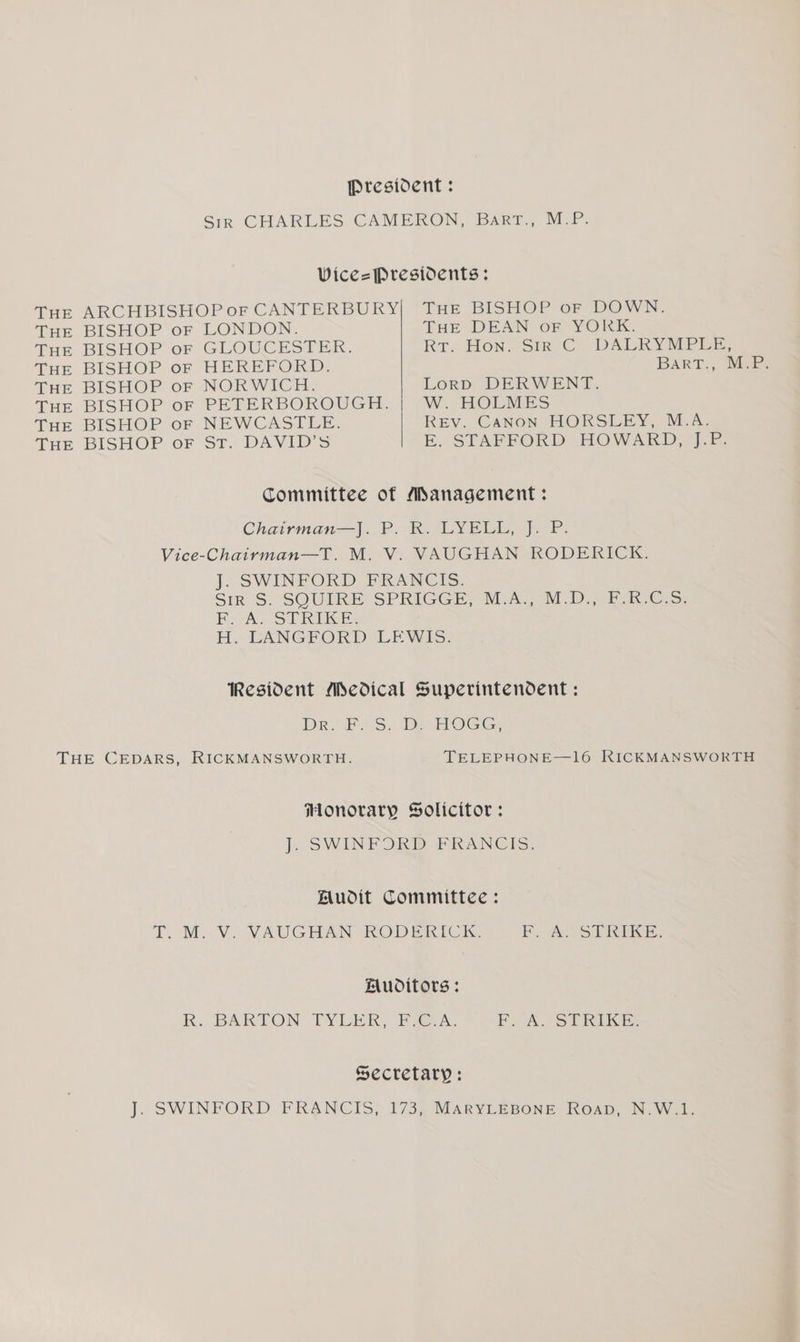 President :
SIR CHARLES CAMERON, BART., M.P.
Vice-Presidents :
THE ARCHBISHOP OF CANTERBURY
THE BISHOP OF LONDON.
THE BISHOP OF GLOUCESTER.
THE BISHOP OF HEREFORD.
THE BISHOP OF NORWICH.
THE BISHOP OF PETERBOROUGH.
THE BISHOP OF NEWCASTLE.
THE BISHOP OF ST. DAVID'S
THE BISHOP OF DOWN.
THE DEAN OF YORK.
RT. HON. SIR C DALRYMPLE,
BART., M.P.
LORD DERWENT.
W. HOLMES
REV. CANON HORSLEY, M.A.
E. STAFFORD HOWARD, J.P.
Committee of Management :
Chairman—J. P. R. LYELL, J. P.
Vice-Chairman—T. M. V. VAUGHAN RODERICK.
J. SWINFORD FRANCIS.
SIR S. SQUIRE SPRIGGE, M.A., M.D., F.R.C.S.
F. A. STRIKE.
H. LANGFORD LEWIS.
Resident Medical Superintendent :
DR. F. S. D. HOGG,
THE CEDARS, RICKMANSWORTH. TELEPHONE—16 RICKMANSWORTH
Honorary Solicitor :
J. SWINFORD FRANCIS.
Audit Committee :
T. M. V. VAUGHAN RODERICK. F. A. STRIKE.
Auditors :
R. BARTON TYLER, F.C.A. F. A. STRIKE.
Secretary :
J. SWINFORD FRANCIS, 173, MARYLEBONE ROAD, N.W.1.